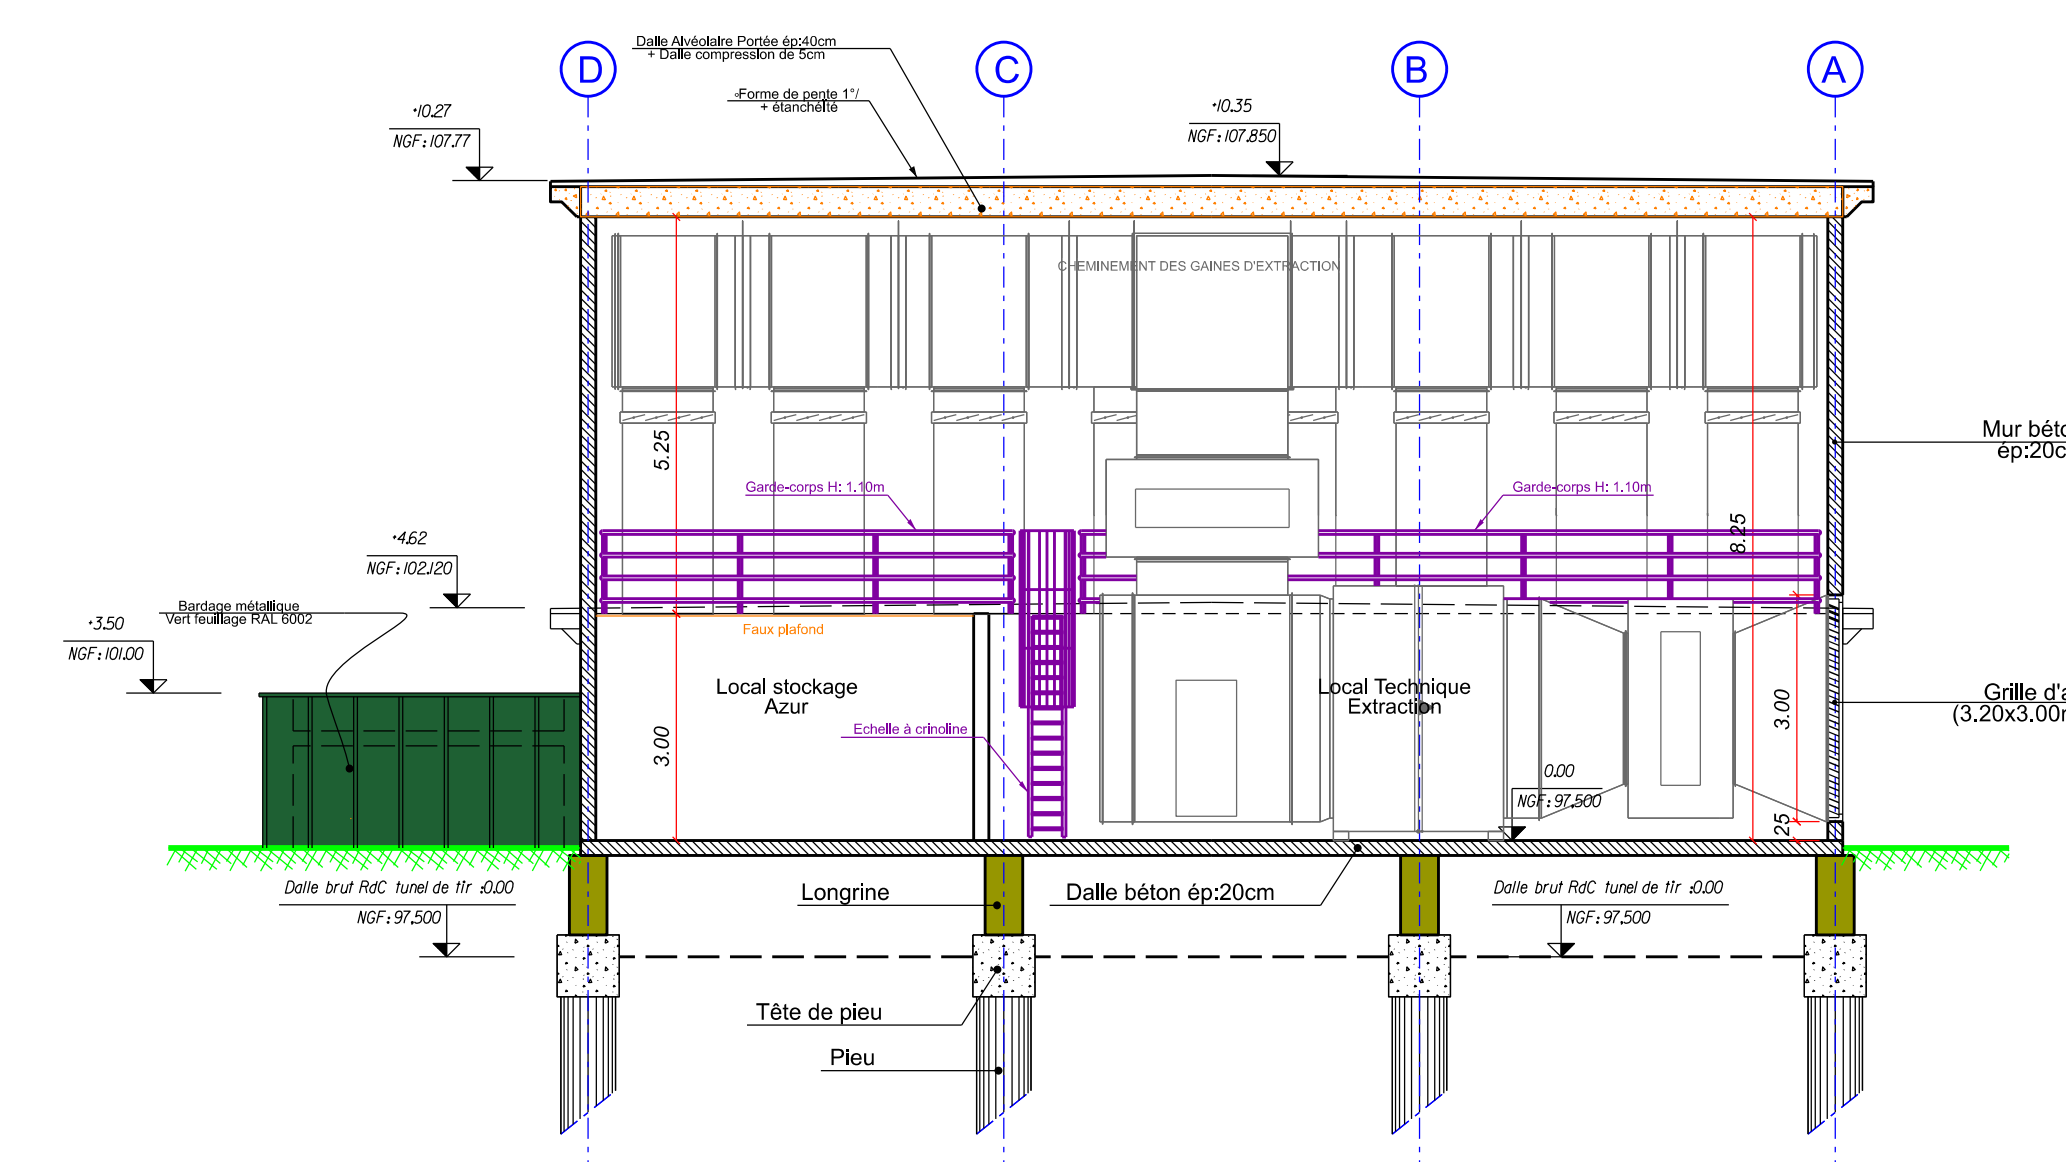 D
C
B
A
Dalle Alvéolaire Portée ép:40cm
+ Dalle compression de 5cm
Forme de pente 1°/
+ étanchéité
+10.27
NGF:107.77
+10.35
NGF:107.850
CHEMINEMENT DES GAINES D'EXTRACTION
5.25
8.25
Mur béto
ép:20c
Garde-corps H: 1.10m
Garde-corps H: 1.10m
+4.62
NGF:102.120
Bardage métallique
Vert feuillage RAL 6002
+3.50
NGF:101.00
Faux plafond
Local stockage
Azur
Local Technique
Extraction
Grille d'a
(3.20x3.00m
3.00
3.00
Echelle à crinoline
0.00
NGF:97,500
25
Dalle brut RdC tunel de tir :0.00
NGF:97,500
Longrine
Dalle béton ép:20cm
Dalle brut RdC tunel de tir :0.00
NGF:97,500
Tête de pieu
Pieu